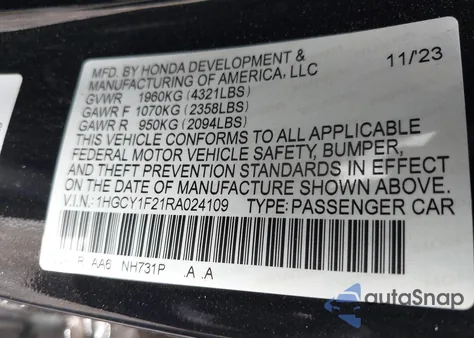 MFD. BY HONDA DEVELOPMENT &
MANUFACTURING OF AMERICA, LLC 11/23
GVWR 1960KG (4321LBS)
GAWR F 1070KG (2358LBS)
GAWR R 950KG (2094LBS)
THIS VEHICLE CONFORMS TO ALL APPLICABLE
FEDERAL MOTOR VEHICLE SAFETY, BUMPER,
AND THEFT PREVENTION STANDARDS IN EFFECT
ON THE DATE OF MANUFACTURE SHOWN ABOVE.
V.I.N.: 1HGCY1F21RA024109 TYPE: PASSENGER CAR
AA6 NH731P .A .A
autoSnap